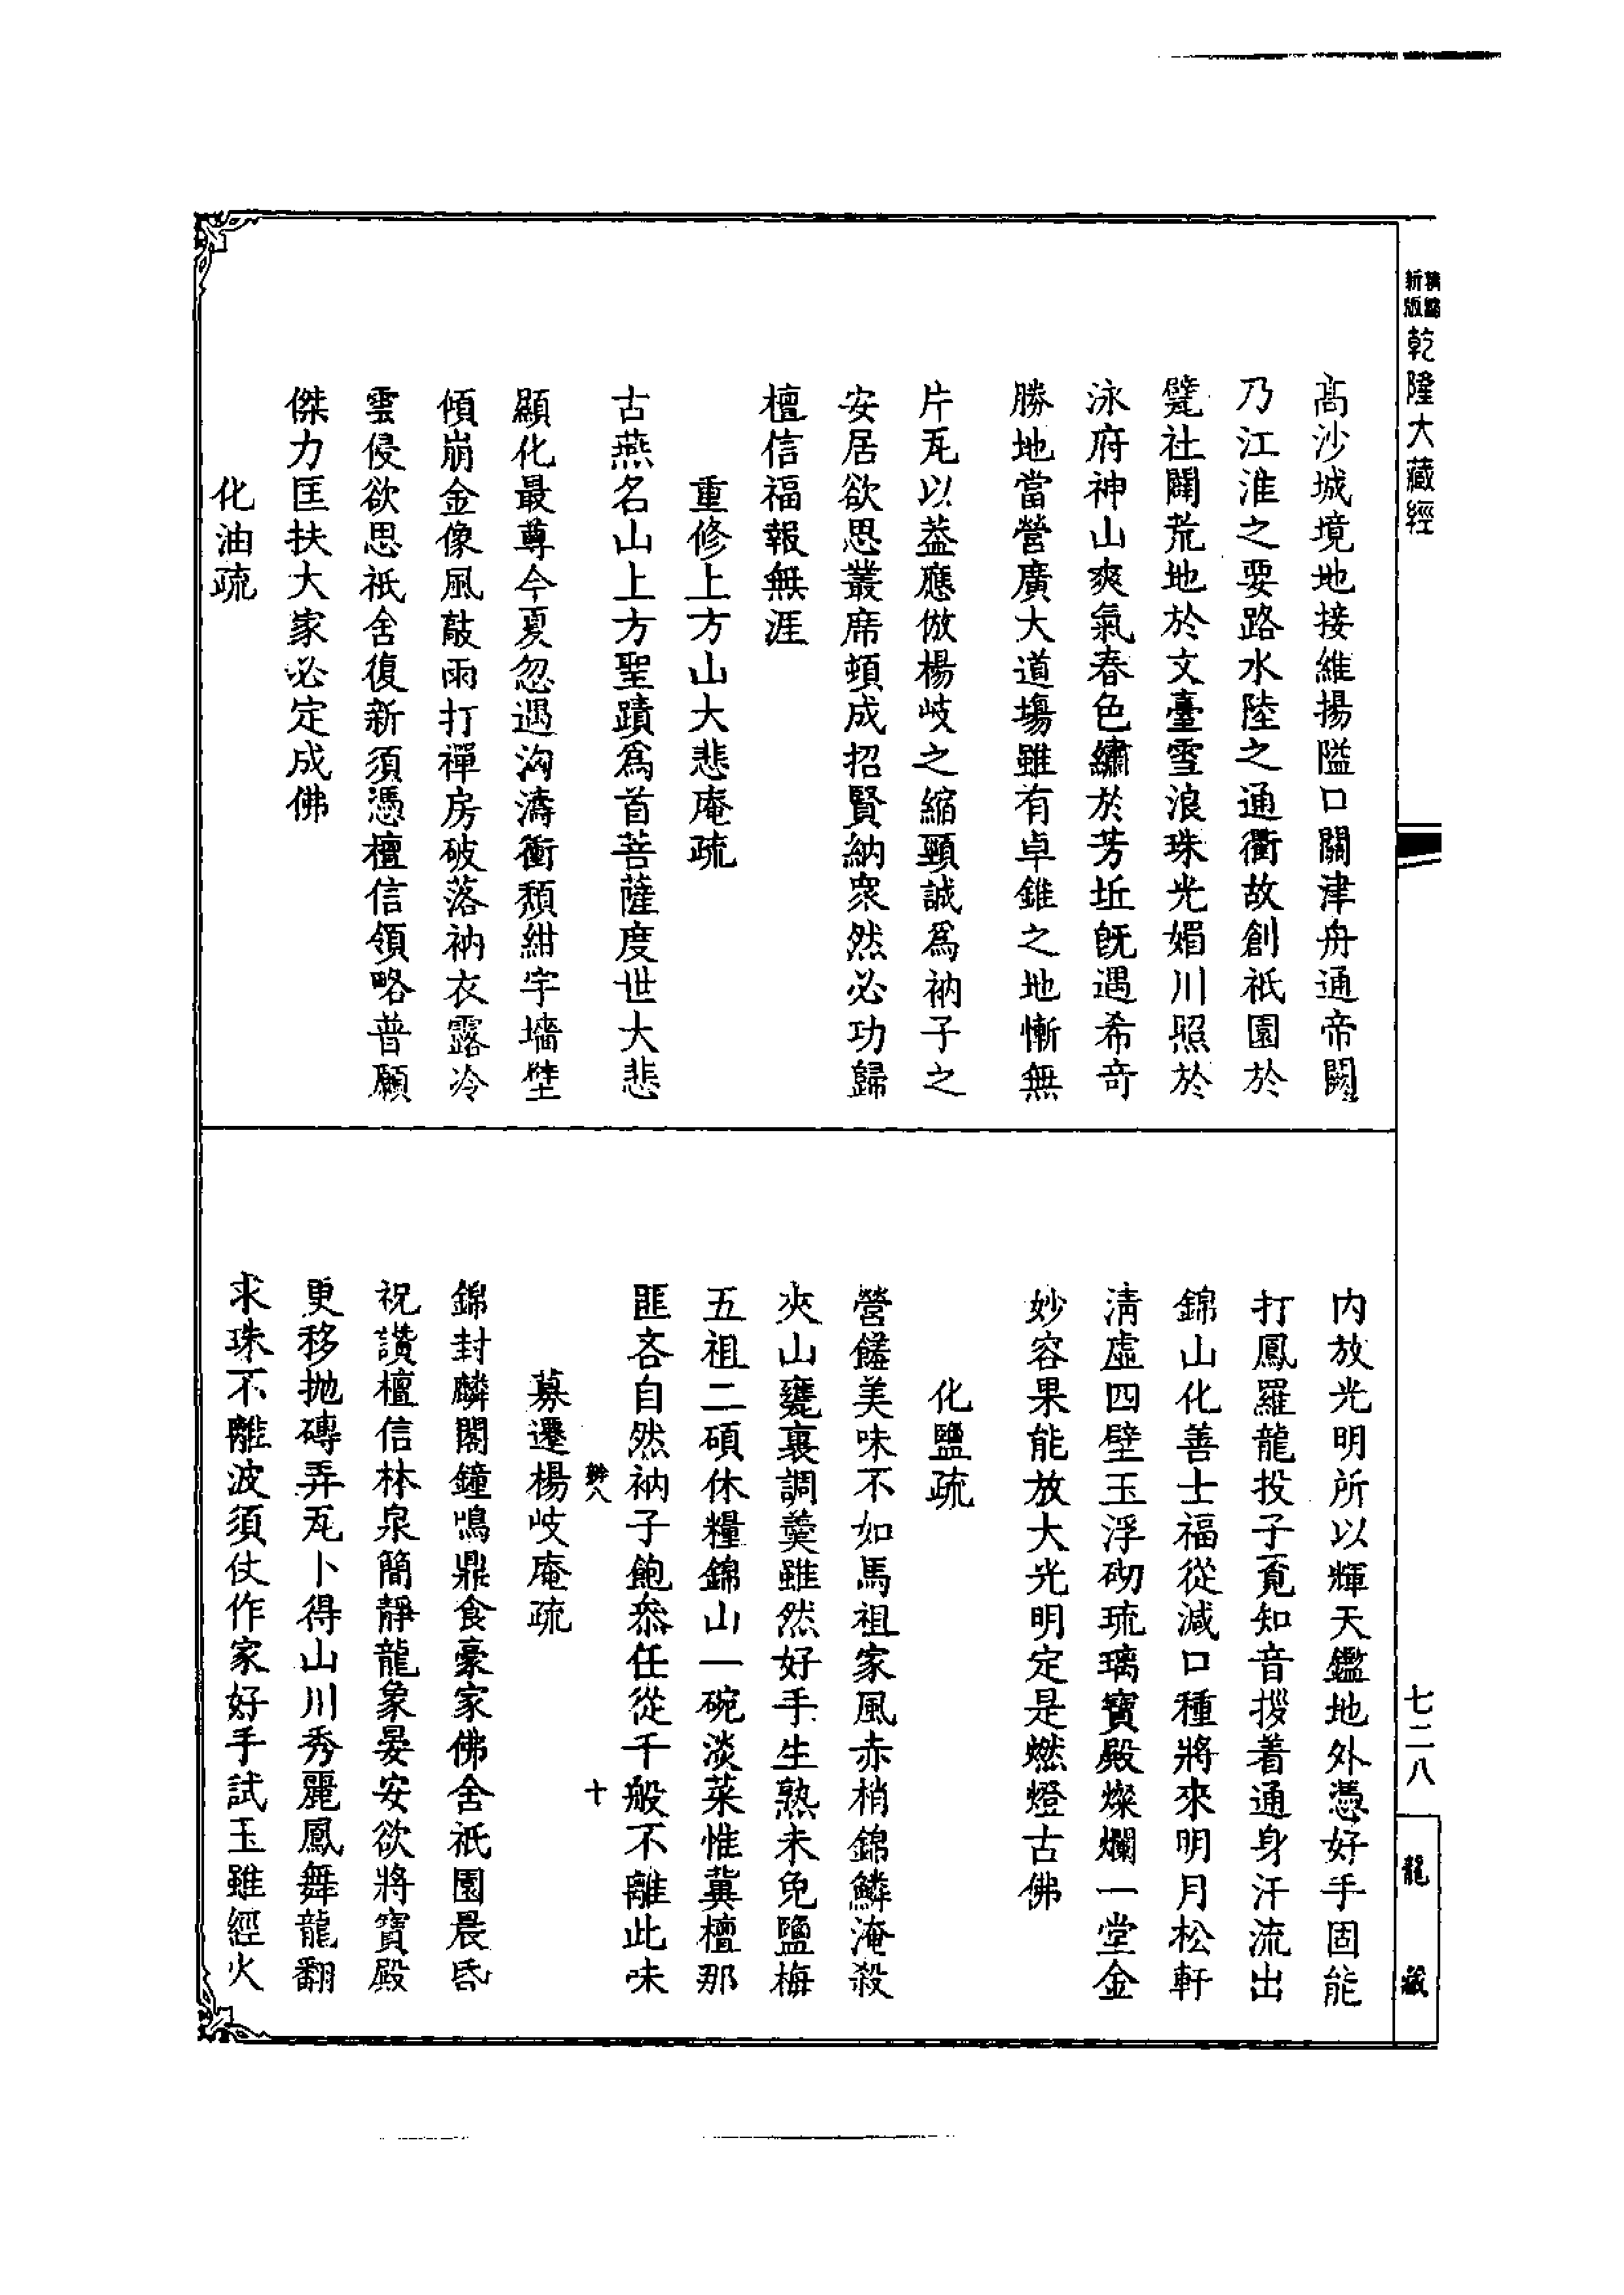 新版
精縮
乾隆大藏經
髙沙城境地接維揚隘口關津舟通帝闕
乃江淮之要路水陸之通衢故創祇園於
甓社闢荒地於文臺雪浪珠光媚川照於
泳府神山爽氣春色繡於芳坵旣遇希奇
勝地當營廣大道塲雖有卓錐之地慚無
片瓦以葢應倣楊岐之縮頸誠爲衲子之
安居欲思叢席頓成招賢納衆然必功歸
檀信福報無涯
重修上方山大悲庵疏
古燕名山上方聖蹟爲首菩薩度世大悲
顯化最尊今夏忽遇洶濤衝頽紺宇墻壁
傾崩金像風敲雨打禪房破落衲衣露冷
雲侵欲思祇舍復新須憑檀信領略普願
傑力匡扶大家必定成佛
化油疏
內放光明所以輝天鑑地外憑好手固能
打鳳羅龍投子覔知音拶着通身汗流出
錦山化善士福從減口種將來明月松軒
淸虛四壁玉浮砌琉璃寶殿燦爛一堂金
妙容果能放大光明定是燃燈古佛
化鹽疏
營饈美味不如馬祖家風赤梢錦鱗淹殺
夾山甕裏調羹雖然好手生熟未免鹽梅
五祖二碩休糧錦山一碗淡菜惟冀檀那
匪吝自然衲子飽叅任從千般不離此味
十
募遷楊岐庵疏
錦封麟閣鐘鳴鼎食豪家佛舍祇園晨昏
祝讚檀信林泉簡靜龍象晏安欲將寶殿
更移抛磚弄瓦卜得山川秀麗鳳舞龍翻
求珠不離波須仗作家好手試玉雖經火
七二八
龍藏